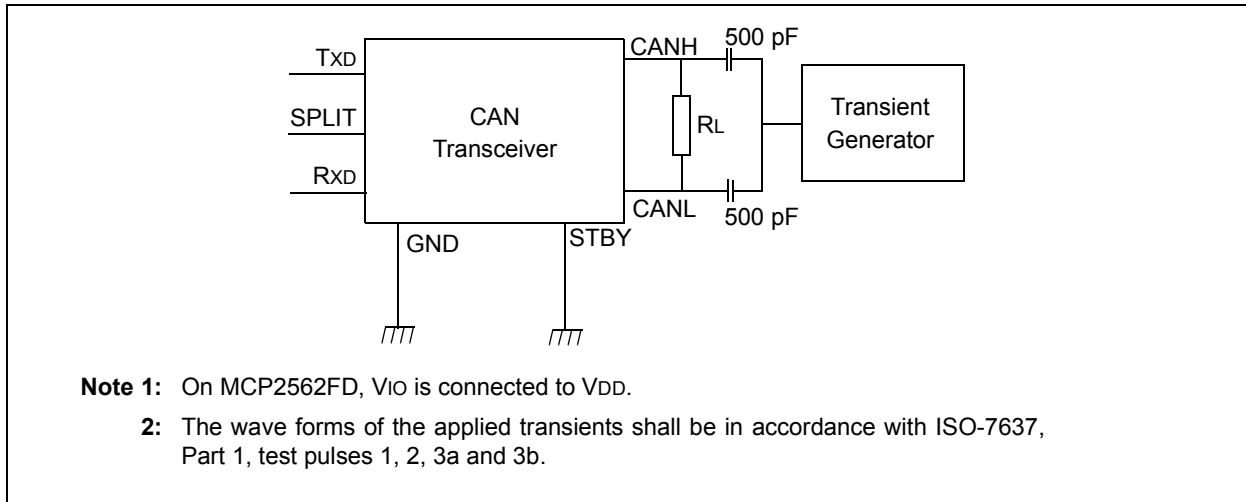 TXD
SPLIT
RXD
CAN
Transceiver
CANH
500 pF
RL
CANL
500 pF
Transient
Generator
GND
STBY
Note 1: On MCP2562FD, VIO is connected to VDD.
2: The wave forms of the applied transients shall be in accordance with ISO-7637,
Part 1, test pulses 1, 2, 3a and 3b.